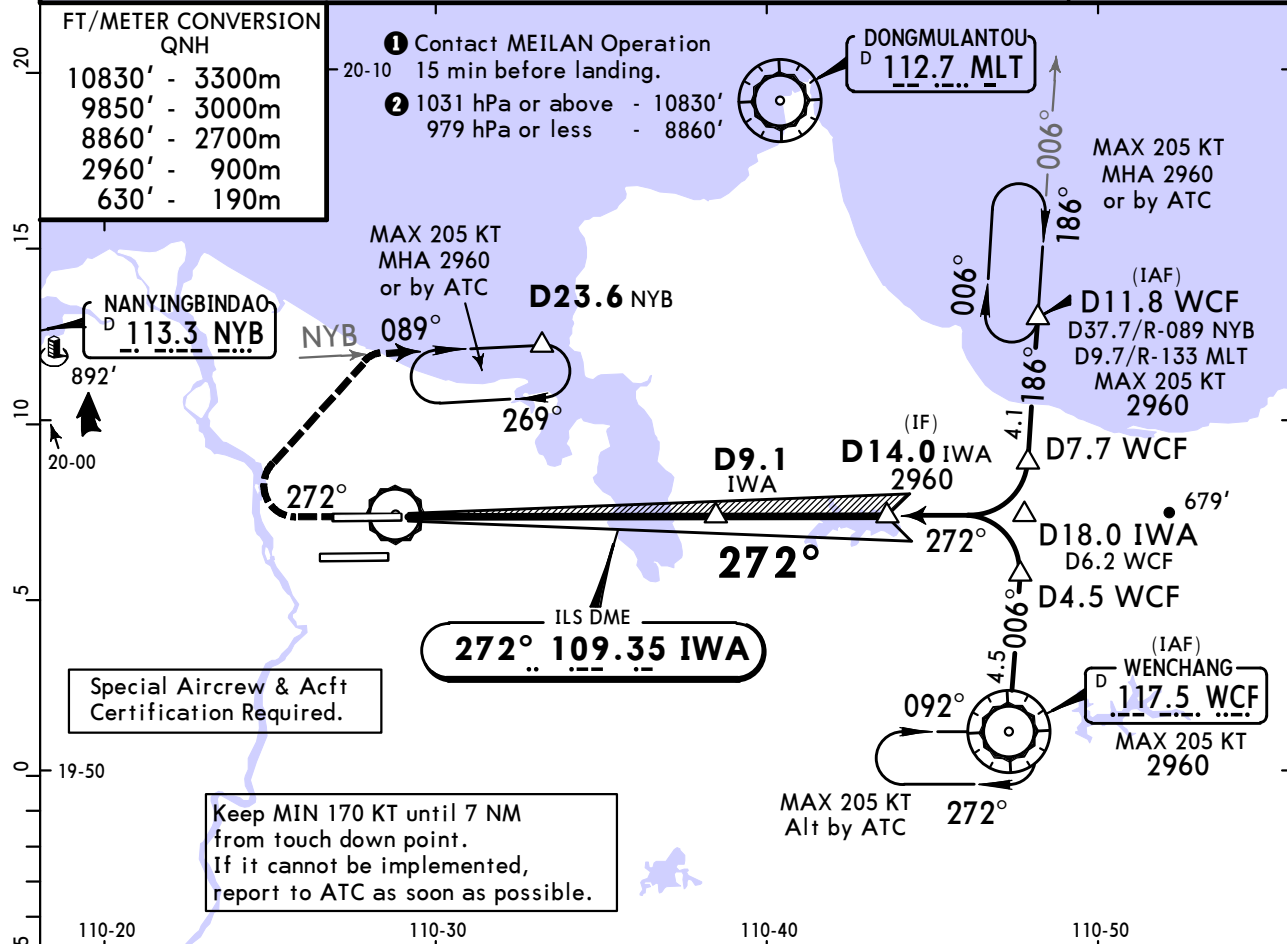 FT/METER CONVERSION
QNH
10830' - 3300m
9850' - 3000m
8860' - 2700m
2960' - 900m
630' - 190m
20
15
10
5
0
5
20-10
❶ Contact MEILAN Operation
15 min before landing.
❷ 1031 hPa or above - 10830'
979 hPa or less - 8860'
DONGMULANTOU
D 112.7 MLT
006°
MAX 205 KT
MHA 2960
or by ATC
186°
006°
(IAF)
D11.8 WCF
D37.7/R-089 NYB
D9.7/R-133 MLT
MAX 205 KT
2960
186°
4.1
D7.7 WCF
MAX 205 KT
MHA 2960
or by ATC
D23.6 NYB
NANYINGBINDAO
D 113.3 NYB
NYB
089°
269°
892'
20-00
272°
D9.1
IWA
(IF)
D14.0 IWA
2960
272°
272°
D18.0 IWA
D6.2 WCF
679'
D4.5 WCF
006°
4.5
ILS DME
272° 109.35 IWA
(IAF)
WENCHANG
D 117.5 WCF
MAX 205 KT
2960
092°
272°
MAX 205 KT
Alt by ATC
Special Aircrew & Acft
Certification Required.
19-50
Keep MIN 170 KT until 7 NM
from touch down point.
If it cannot be implemented,
report to ATC as soon as possible.
110-20
110-30
110-40
110-50